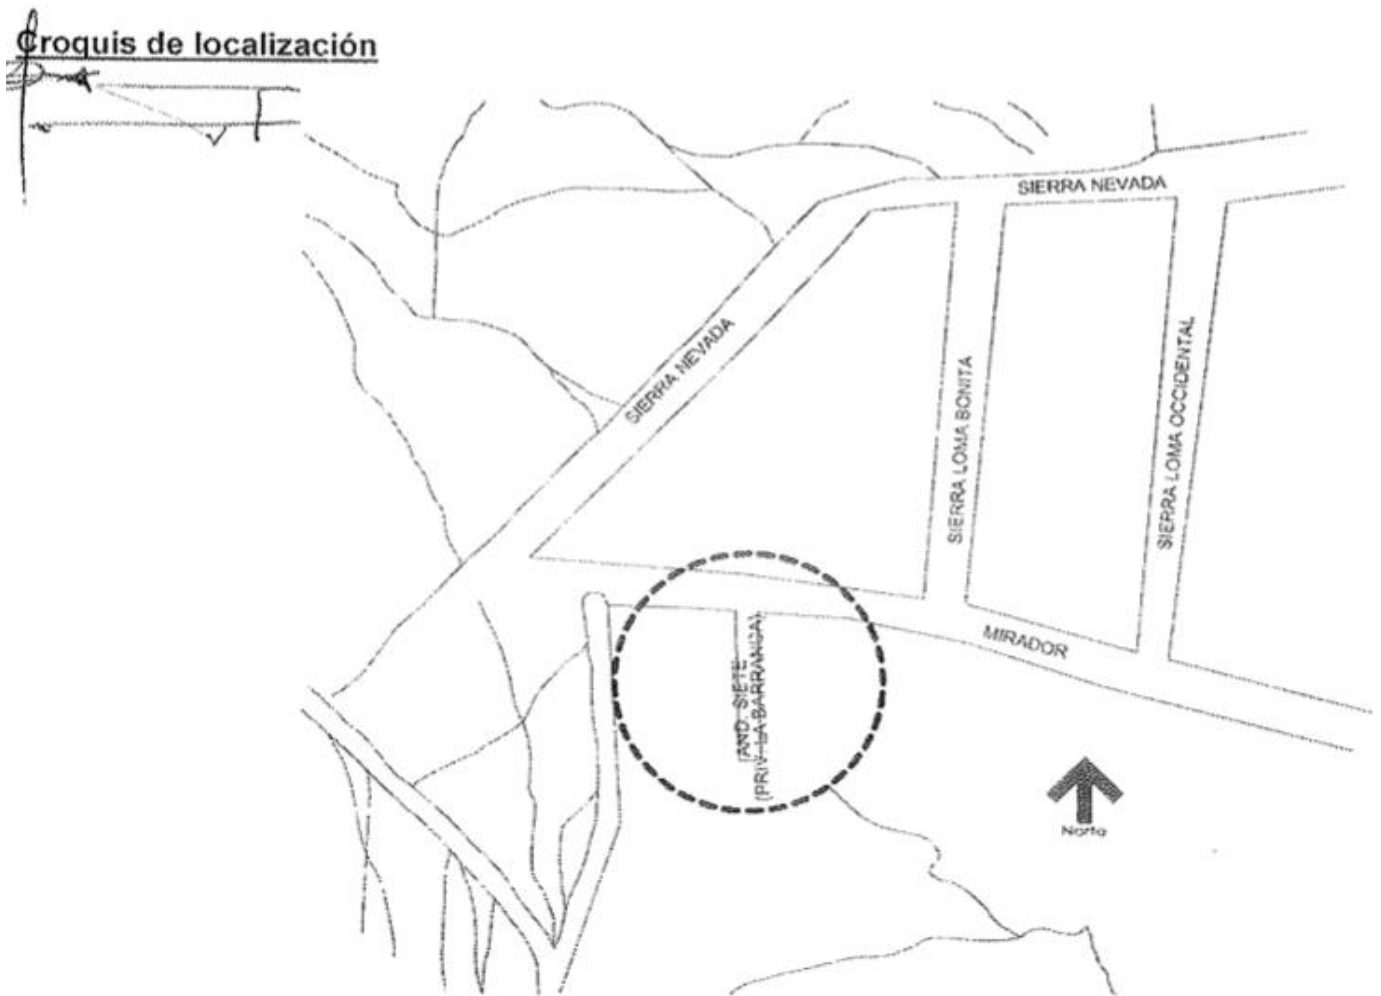 Croquis de localización
SIERRA NEVADA
SIERRA NEVADA
SIERRA LOMA BONITA
SIERRA LOMA OCCIDENTAL
MIRADOR
AND. SIETE
(PRIV. LA BARRANCA)
Norte